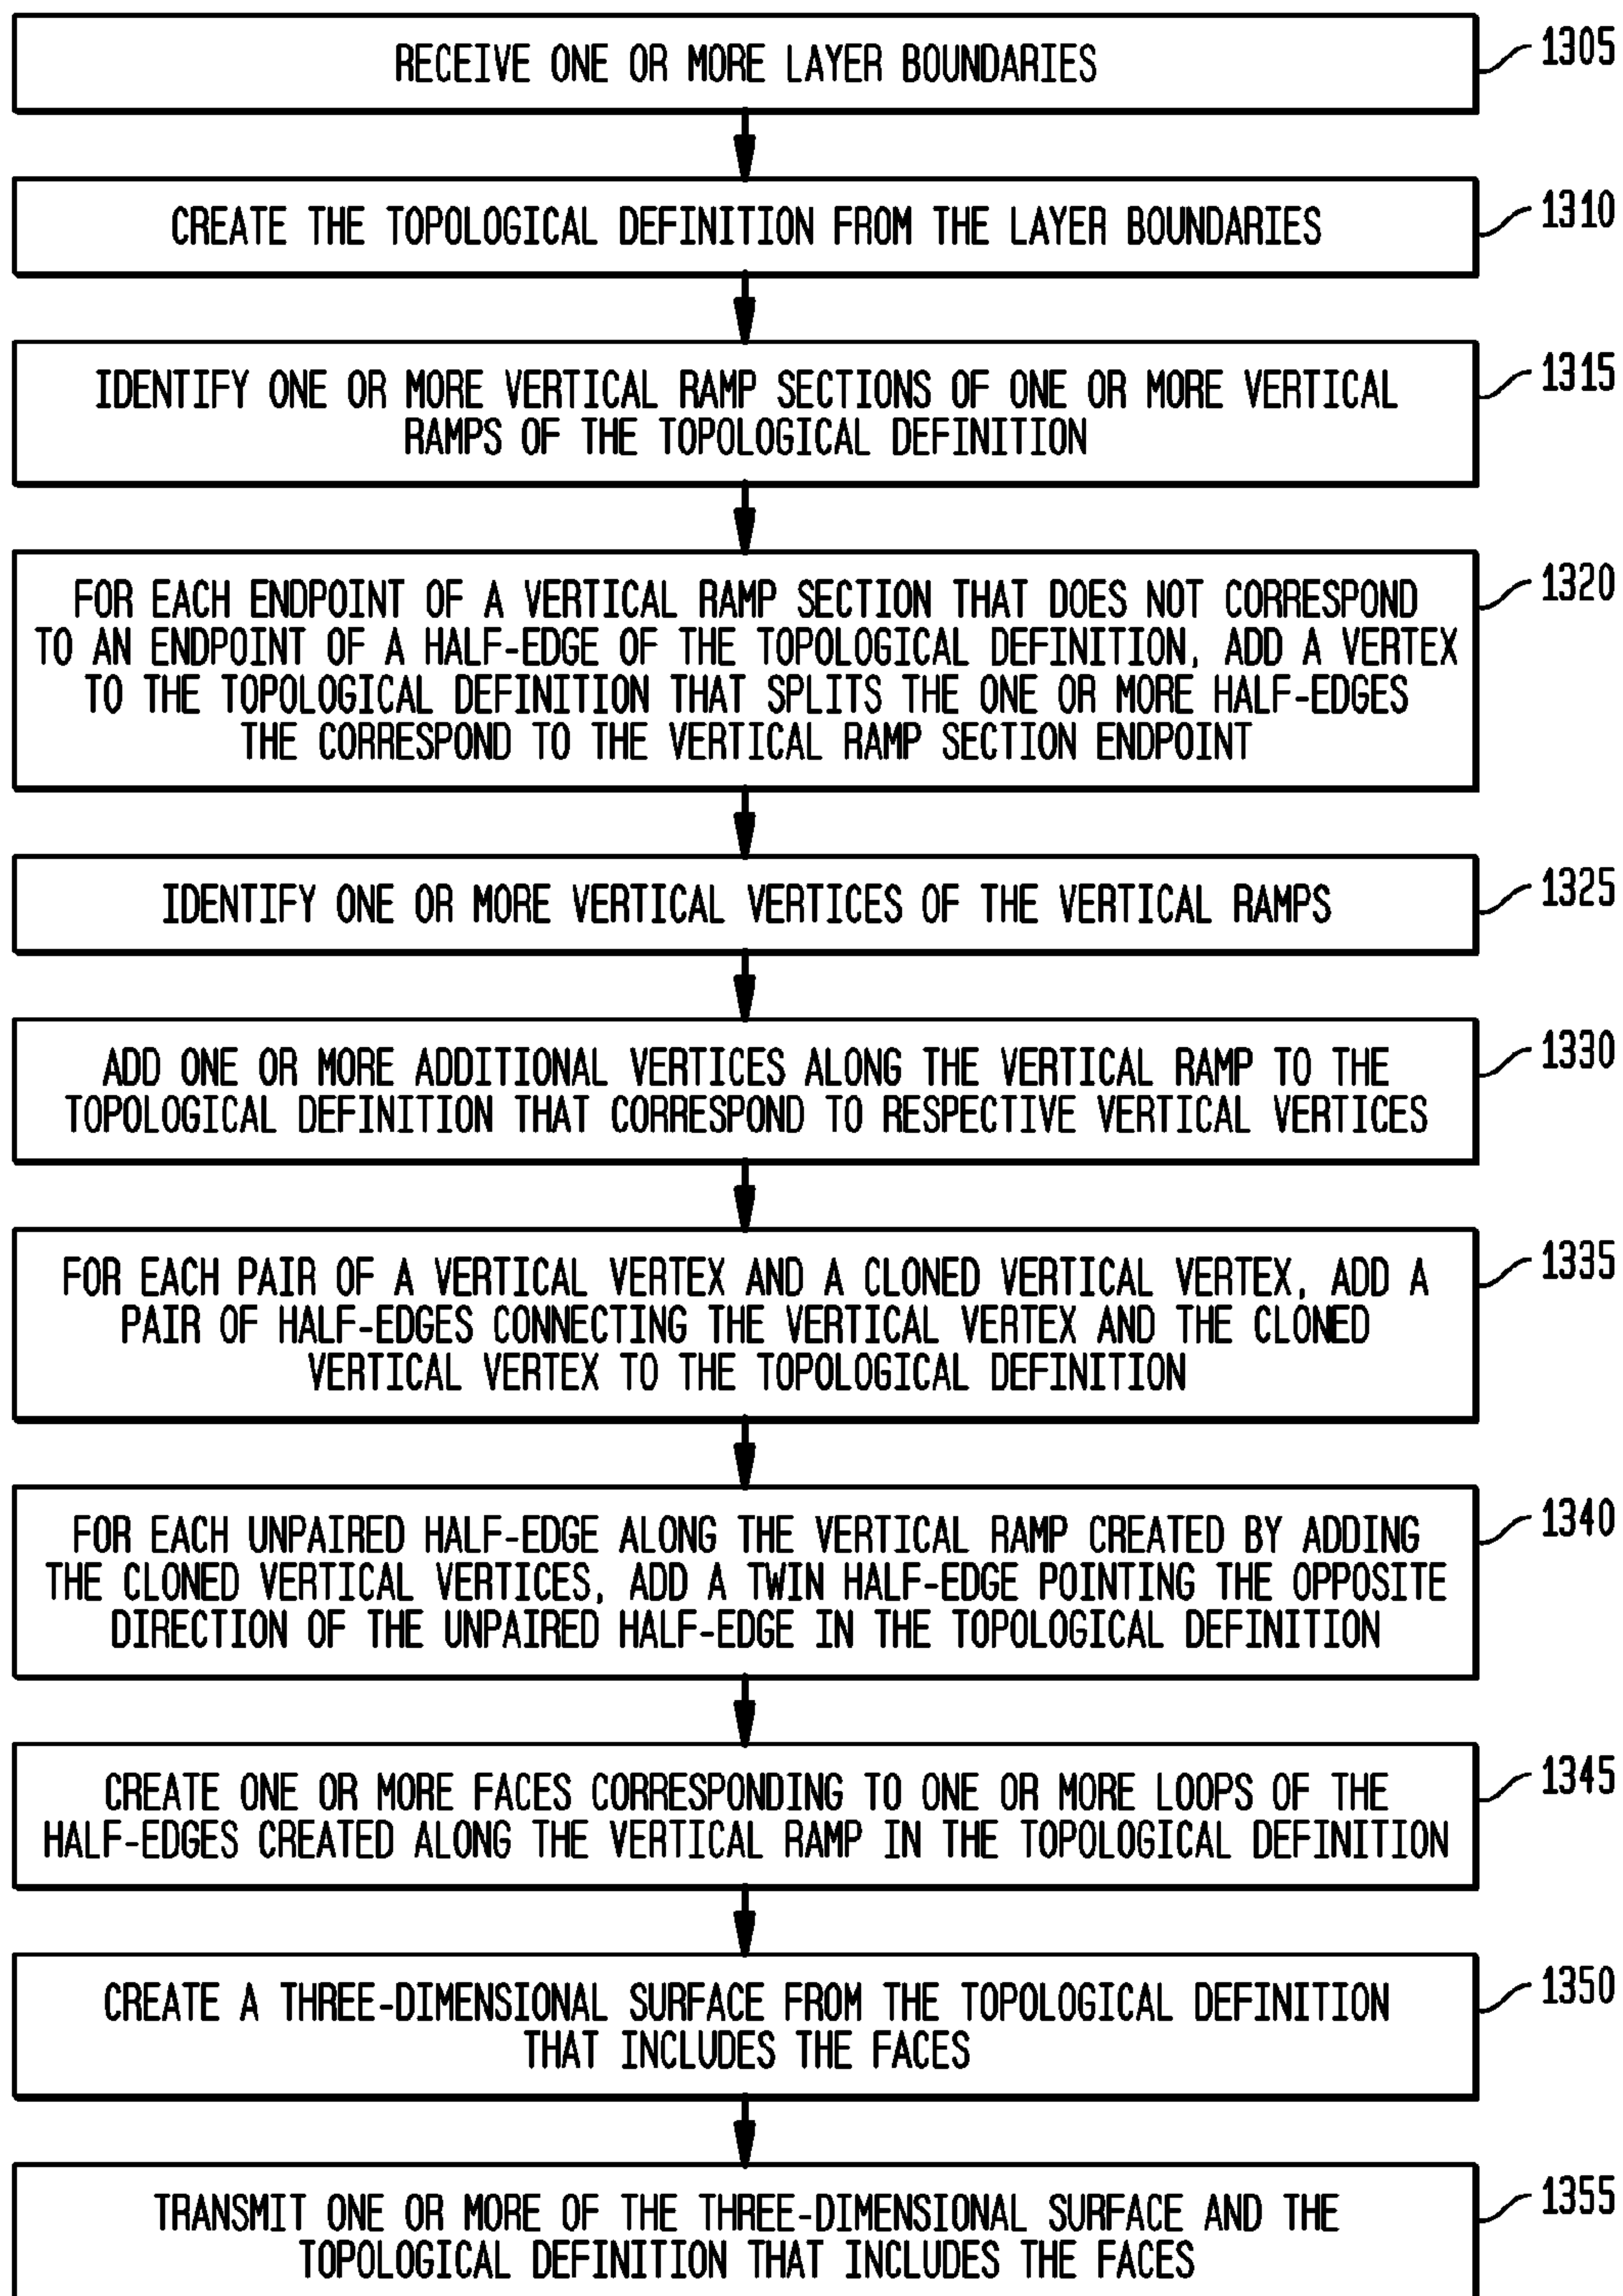 RECEIVE ONE OR MORE LAYER BOUNDARIES
1305
CREATE THE TOPOLOGICAL DEFINITION FROM THE LAYER BOUNDARIES
1310
IDENTIFY ONE OR MORE VERTICAL RAMP SECTIONS OF ONE OR MORE VERTICAL
RAMPS OF THE TOPOLOGICAL DEFINITION
1315
FOR EACH ENDPOINT OF A VERTICAL RAMP SECTION THAT DOES NOT CORRESPOND
TO AN ENDPOINT OF A HALF-EDGE OF THE TOPOLOGICAL DEFINITION, ADD A VERTEX
TO THE TOPOLOGICAL DEFINITION THAT SPLITS THE ONE OR MORE HALF-EDGES
THE CORRESPOND TO THE VERTICAL RAMP SECTION ENDPOINT
1320
IDENTIFY ONE OR MORE VERTICAL VERTICES OF THE VERTICAL RAMPS
1325
ADD ONE OR MORE ADDITIONAL VERTICES ALONG THE VERTICAL RAMP TO THE
TOPOLOGICAL DEFINITION THAT CORRESPOND TO RESPECTIVE VERTICAL VERTICES
1330
FOR EACH PAIR OF A VERTICAL VERTEX AND A CLONED VERTICAL VERTEX, ADD A
PAIR OF HALF-EDGES CONNECTING THE VERTICAL VERTEX AND THE CLONED
VERTICAL VERTEX TO THE TOPOLOGICAL DEFINITION
1335
FOR EACH UNPAIRED HALF-EDGE ALONG THE VERTICAL RAMP CREATED BY ADDING
THE CLONED VERTICAL VERTICES, ADD A TWIN HALF-EDGE POINTING THE OPPOSITE
DIRECTION OF THE UNPAIRED HALF-EDGE IN THE TOPOLOGICAL DEFINITION
1340
CREATE ONE OR MORE FACES CORRESPONDING TO ONE OR MORE LOOPS OF THE
HALF-EDGES CREATED ALONG THE VERTICAL RAMP IN THE TOPOLOGICAL DEFINITION
1345
CREATE A THREE-DIMENSIONAL SURFACE FROM THE TOPOLOGICAL DEFINITION
THAT INCLUDES THE FACES
1350
TRANSMIT ONE OR MORE OF THE THREE-DIMENSIONAL SURFACE AND THE
TOPOLOGICAL DEFINITION THAT INCLUDES THE FACES
1355